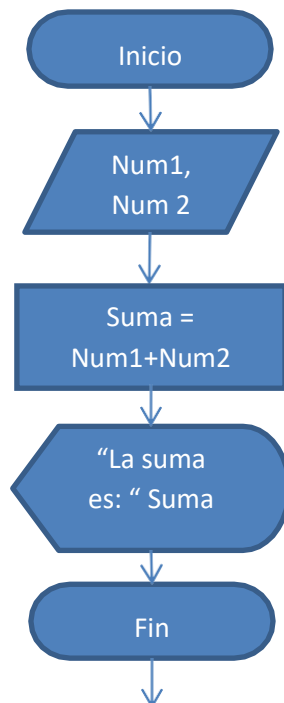 Inicio
Num1,
Num 2
Suma =
Num1+Num2
“La suma
es: “ Suma
Fin